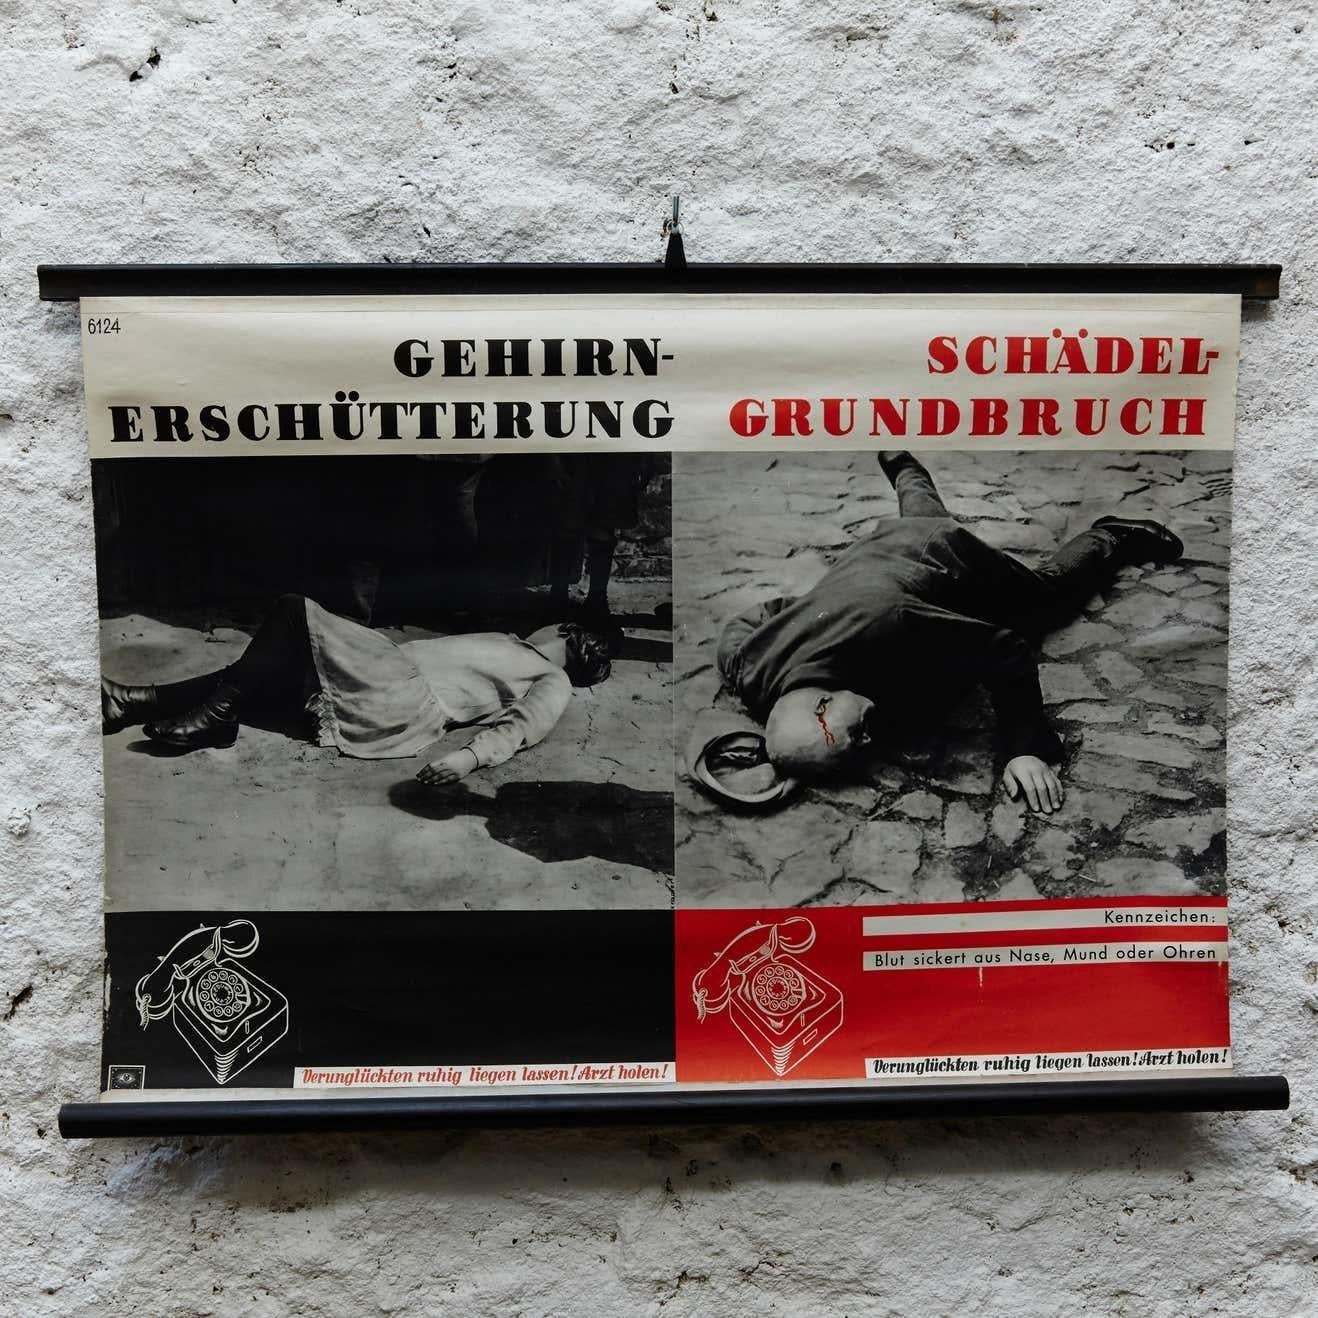 6124
GEHIRN-
ERSCHÜTTERUNG
SCHÄDEL-
GRUNDBRUCH
Kennzeichen:
Blut sickert aus Nase, Mund oder Ohren
Verunglückten ruhig liegen lassen! Arzt holen!
Verunglückten ruhig liegen lassen! Arzt holen!